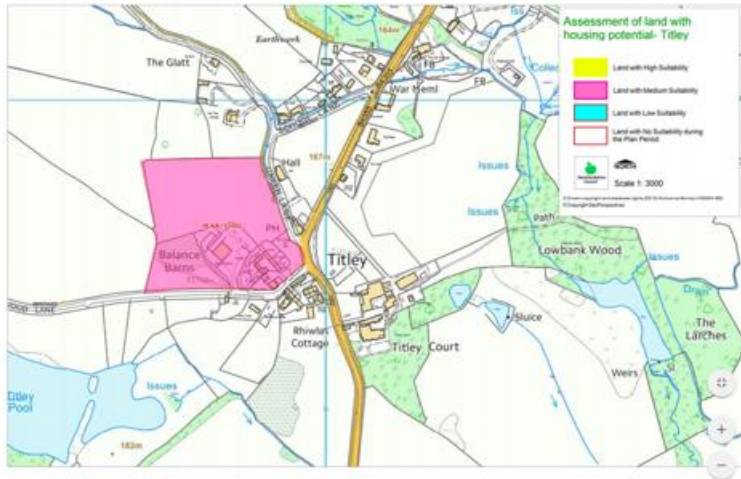 Assessment of land with
housing potential- Titley
Land with High Suitability
Land with Medium Suitability
Land with Low Suitability
Land with No Suitability during
the Plan Period
Scale 1: 3000
Earthwork
164m
The Glatt
FB
FB
War Meml
Issues
Hall
167m
Issues
PH
Path
Balance
Barns
Titley
Lowbank Wood
Issues
LANE
Drain
Sluice
The
Larches
Rhiwlas
Cottage
Titley Court
Weirs
Titley
Pool
Issues
182m